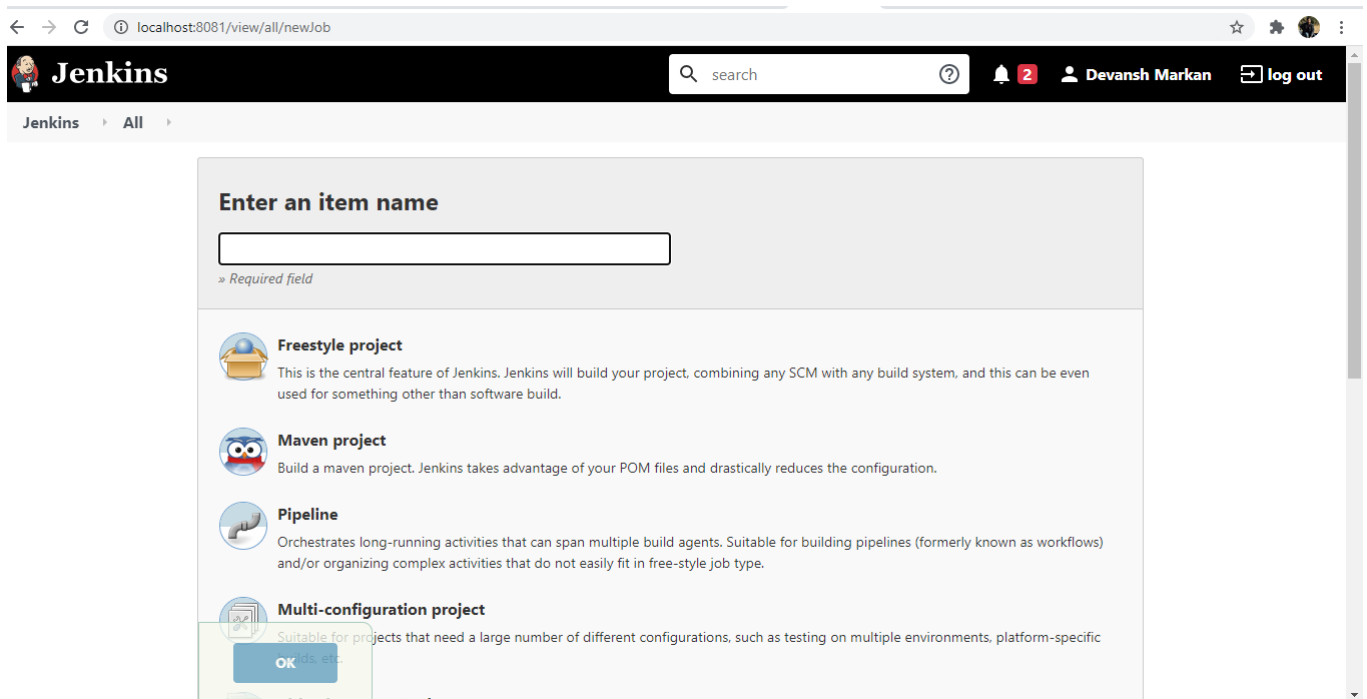 localhost:8081/view/all/newJob
Jenkins
search
2
Devansh Markan
log out
Jenkins
All
Enter an item name
» Required field
Freestyle project
This is the central feature of Jenkins. Jenkins will build your project, combining any SCM with any build system, and this can be even
used for something other than software build.
Maven project
Build a maven project. Jenkins takes advantage of your POM files and drastically reduces the configuration.
Pipeline
Orchestrates long-running activities that can span multiple build agents. Suitable for building pipelines (formerly known as workflows)
and/or organizing complex activities that do not easily fit in free-style job type.
Multi-configuration project
Suitable for projects that need a large number of different configurations, such as testing on multiple environments, platform-specific
builds, etc.
OK